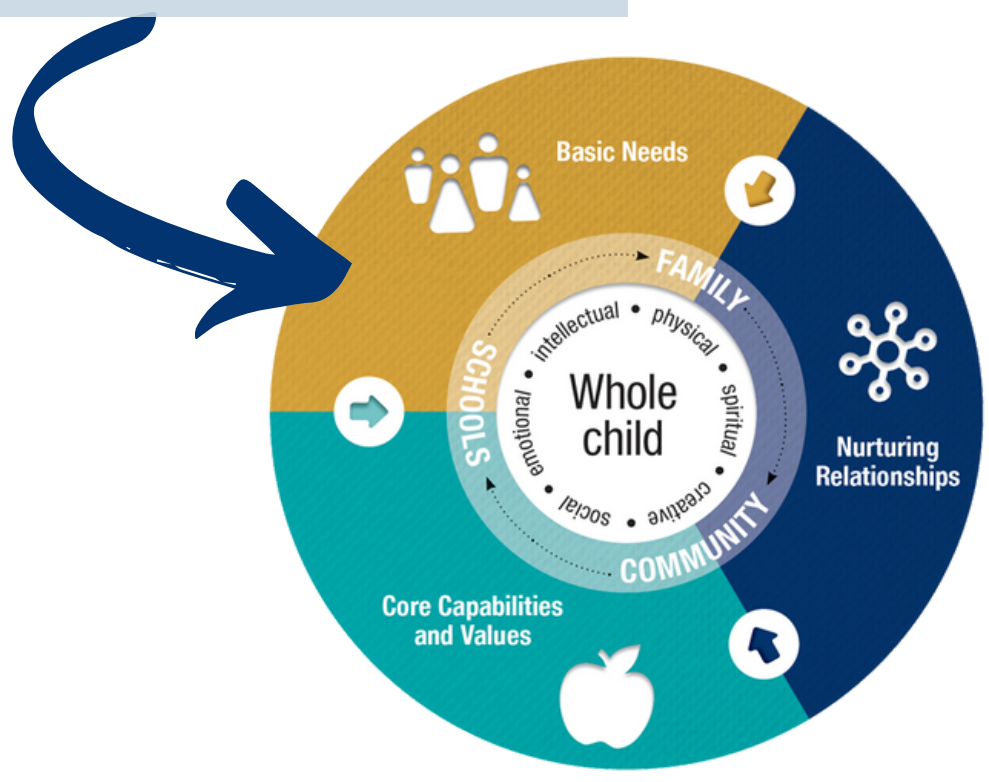 Basic Needs
FAMILY
Nurturing
Relationships
COMMUNITY
Core Capabilities
and Values
SCHOOLS
intellectual • physical • spiritual • creative • social • emotional •
Whole
child